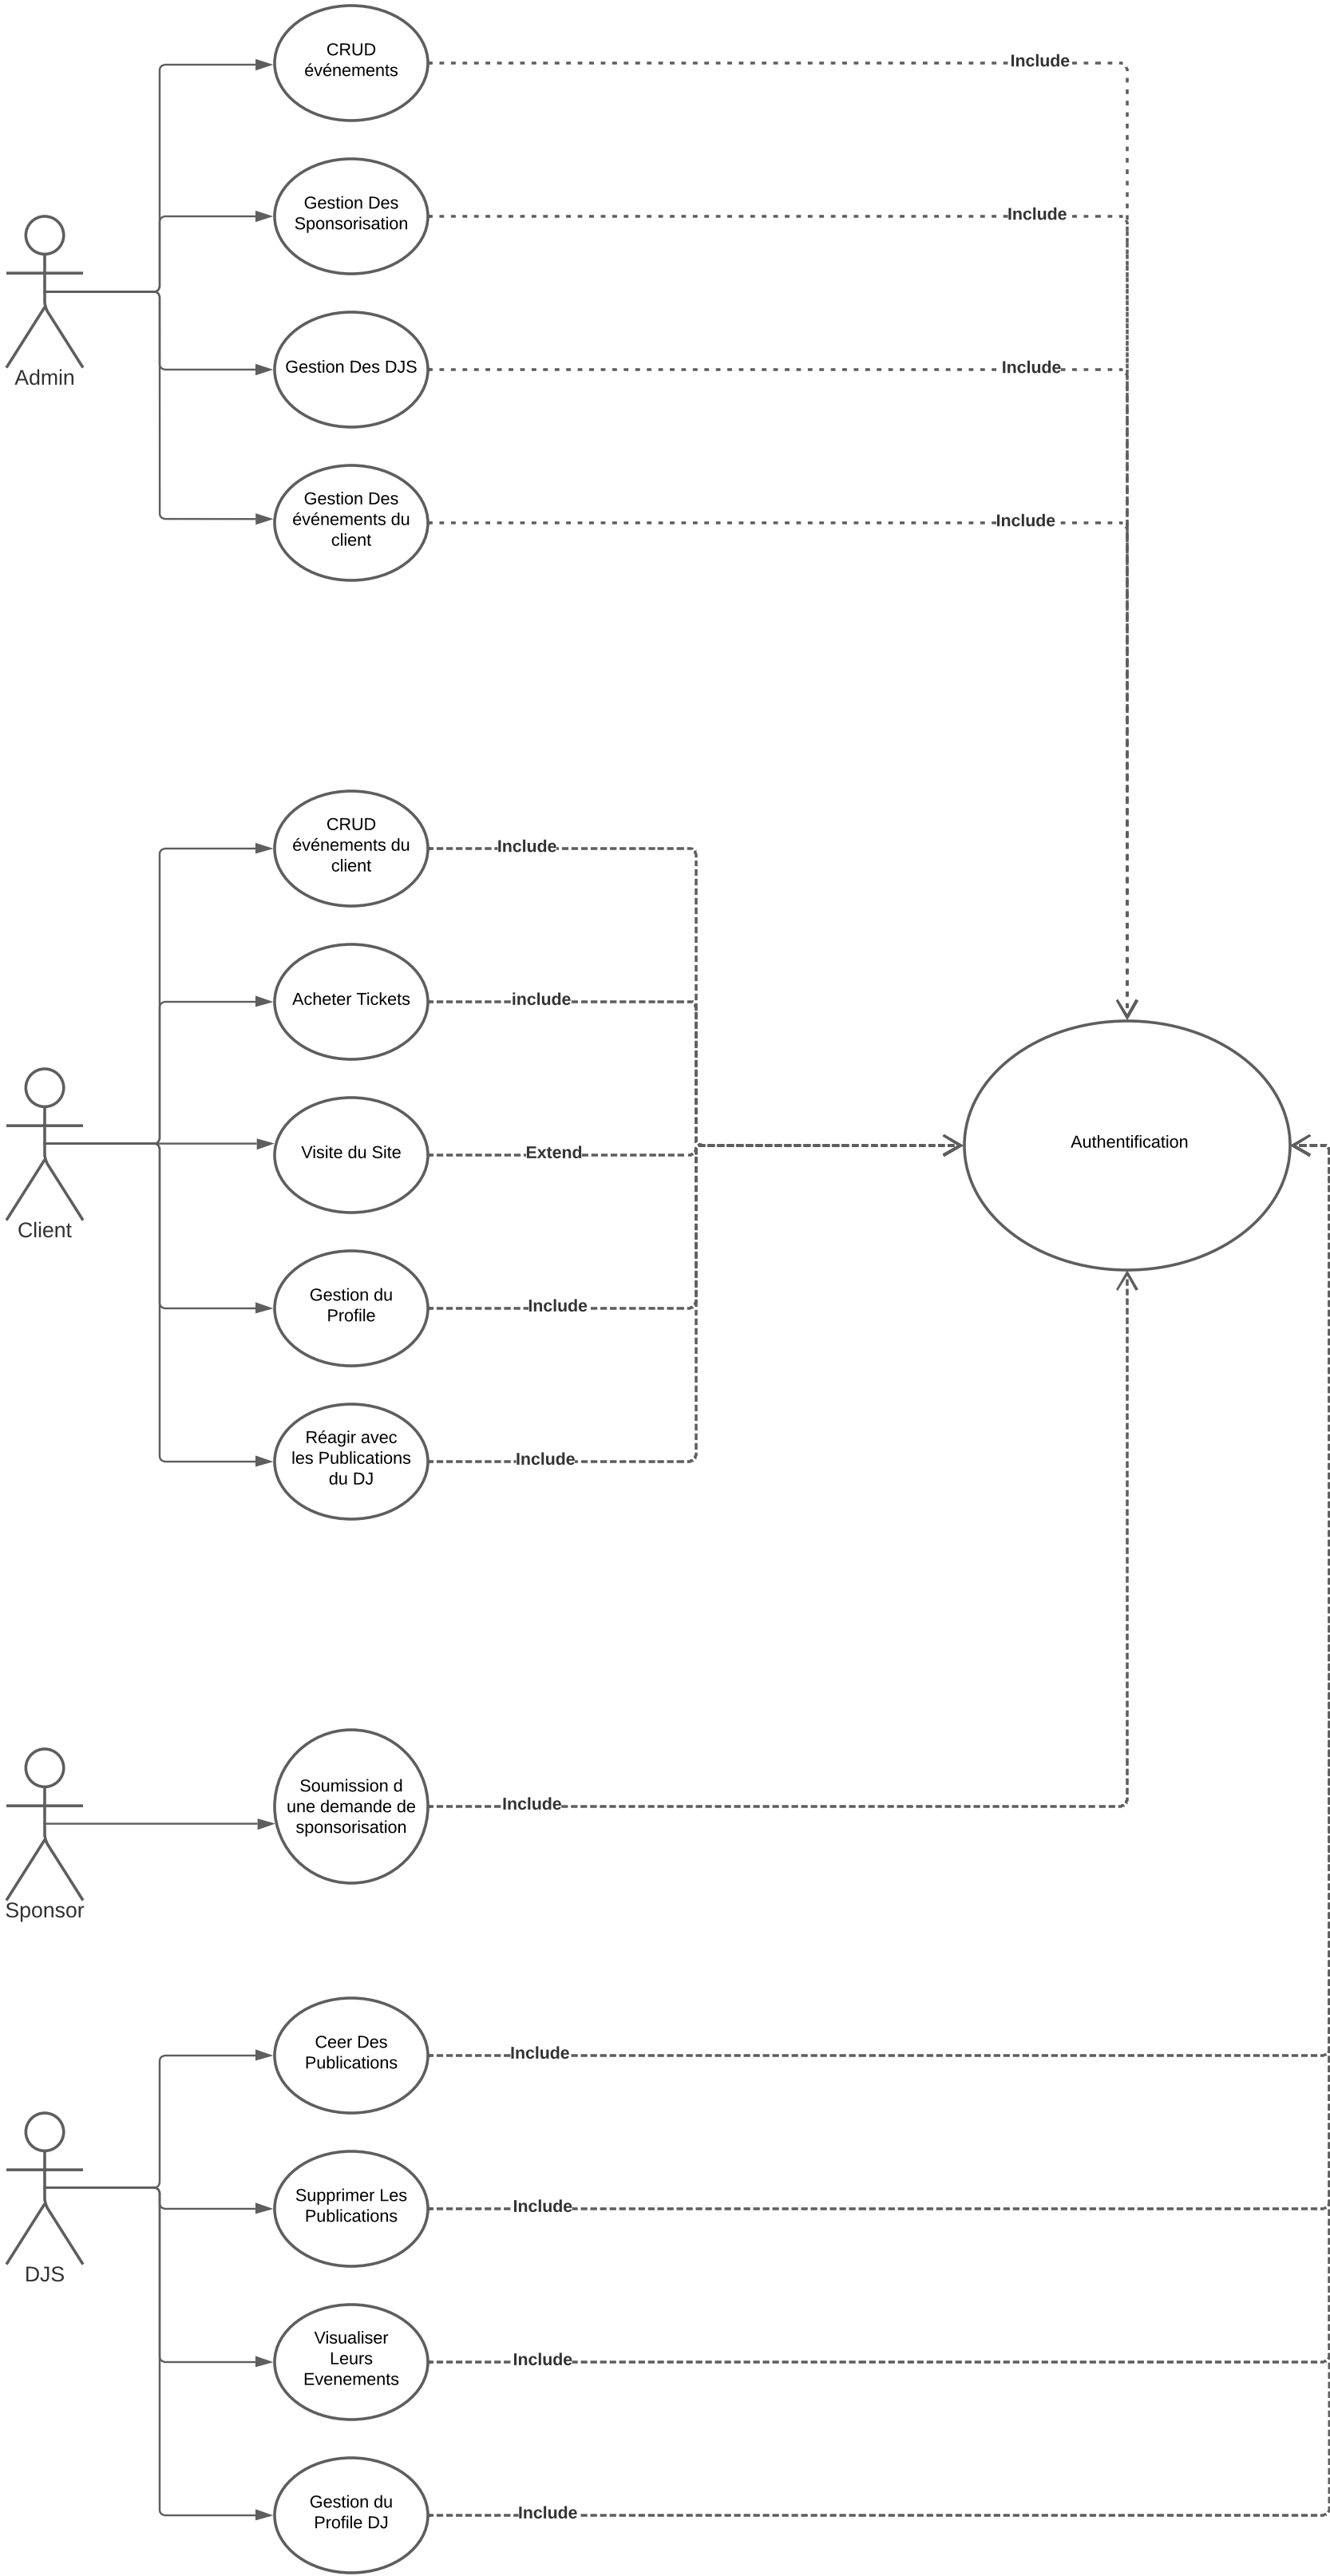 CRUD
événements
Include
Gestion Des
Sponsorisation
Include
Gestion Des DJS
Include
Admin
Gestion Des
événements du
client
Include
CRUD
événements du
client
Include
Acheter Tickets
include
Visite du Site
Extend
Authentification
Client
Gestion du
Profile
Include
Réagir avec
les Publications
du DJ
Include
Soumission d
une demande de
sponsorisation
Include
Sponsor
Ceer Des
Publications
Include
Supprimer Les
Publications
Include
DJS
Visualiser
Leurs
Evenements
Include
Gestion du
Profile DJ
Include